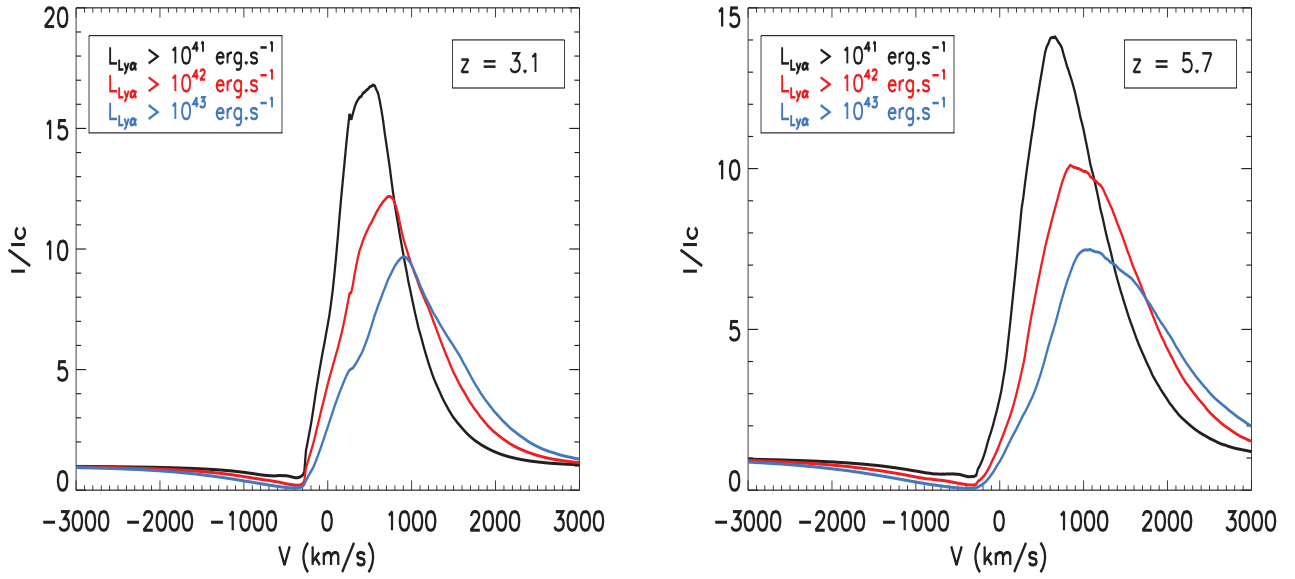 20
15
10
5
0
I/Ic
L_Lyα > 10^41 erg.s^-1
L_Lyα > 10^42 erg.s^-1
L_Lyα > 10^43 erg.s^-1
z = 3.1
-3000 -2000 -1000 0 1000 2000 3000
V (km/s)
15
10
5
0
I/Ic
L_Lyα > 10^41 erg.s^-1
L_Lyα > 10^42 erg.s^-1
L_Lyα > 10^43 erg.s^-1
z = 5.7
-3000 -2000 -1000 0 1000 2000 3000
V (km/s)